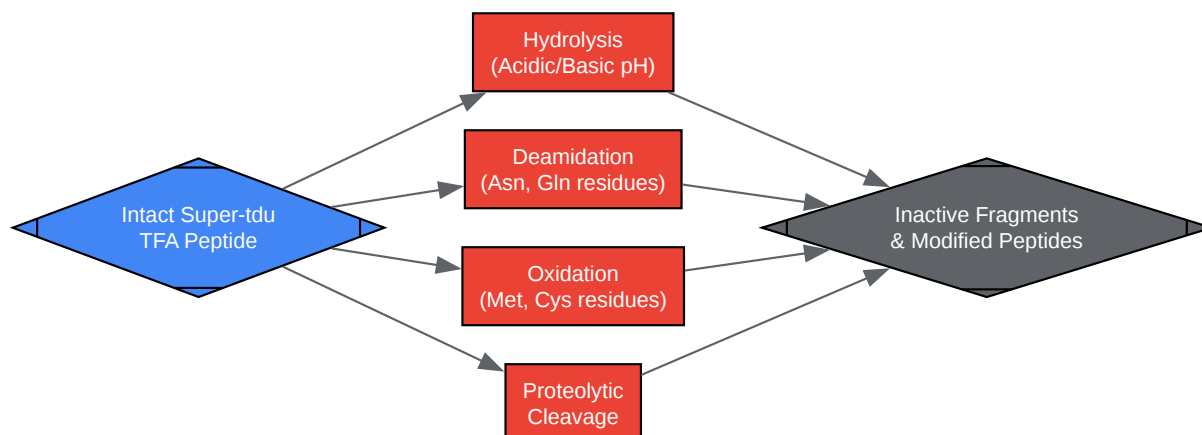 Hydrolysis
(Acidic/Basic pH)
Deamidation
(Asn, Gln residues)
Intact Super-tdu
TFA Peptide
Inactive Fragments
& Modified Peptides
Oxidation
(Met, Cys residues)
Proteolytic
Cleavage